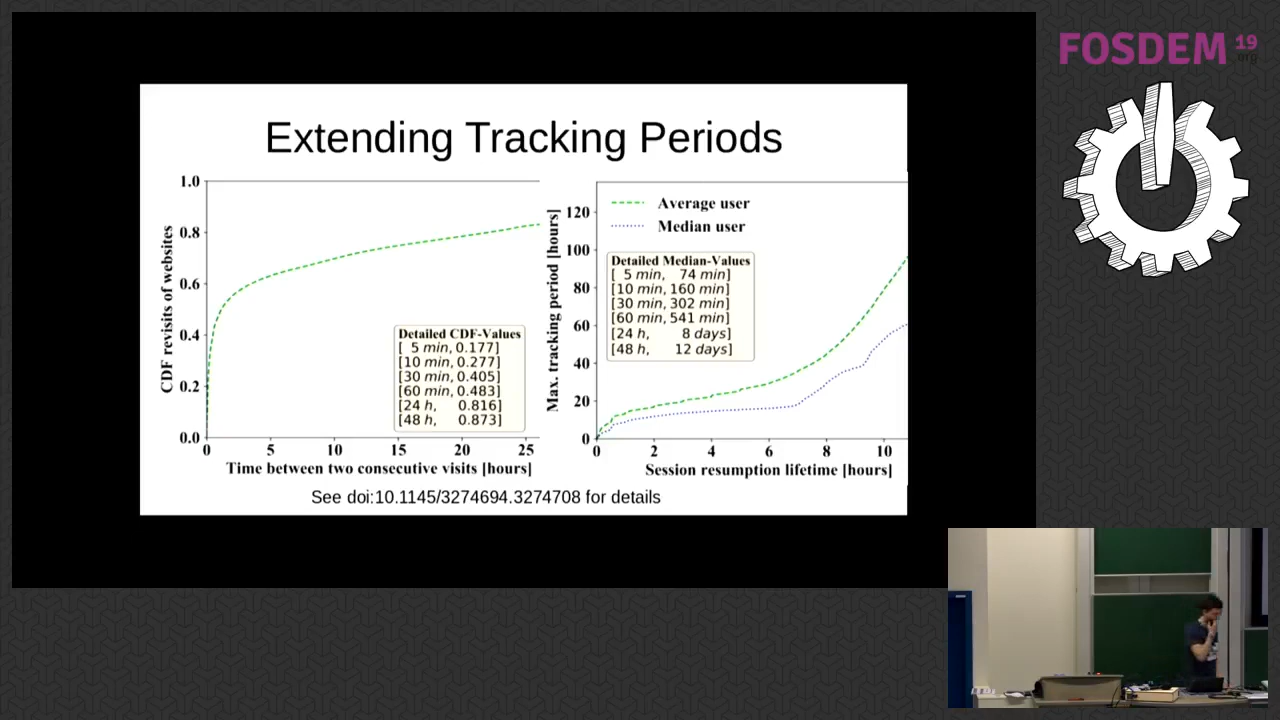 FOSDEM 19
.org
Extending Tracking Periods
1.0
0.8
0.6
0.4
0.2
0.0
CDF revisits of websites
Detailed CDF-Values
[ 5 min, 0.177]
[10 min, 0.277]
[30 min, 0.405]
[60 min, 0.483]
[24 h, 0.816]
[48 h, 0.873]
0 5 10 15 20 25
Time between two consecutive visits [hours]
Max. tracking period [hours]
120
100
80
60
40
20
0
Average user
Median user
Detailed Median-Values
[ 5 min, 74 min]
[10 min, 160 min]
[30 min, 302 min]
[60 min, 541 min]
[24 h, 8 days]
[48 h, 12 days]
0 2 4 6 8 10
Session resumption lifetime [hours]
See doi:10.1145/3274694.3274708 for details